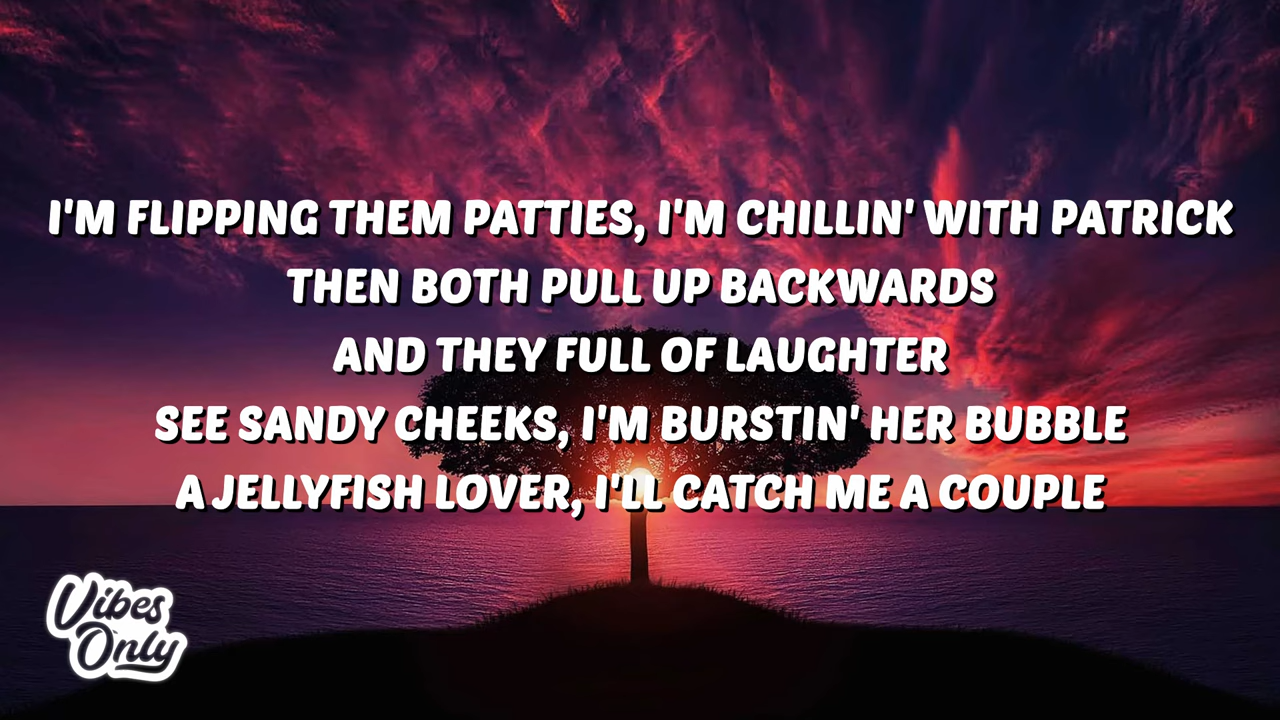 I'M FLIPPING THEM PATTIES, I'M CHILLIN' WITH PATRICK
THEN BOTH PULL UP BACKWARDS
AND THEY FULL OF LAUGHTER
SEE SANDY CHEEKS, I'M BURSTIN' HER BUBBLE
A JELLYFISH LOVER, I'LL CATCH ME A COUPLE
Vibes
Only